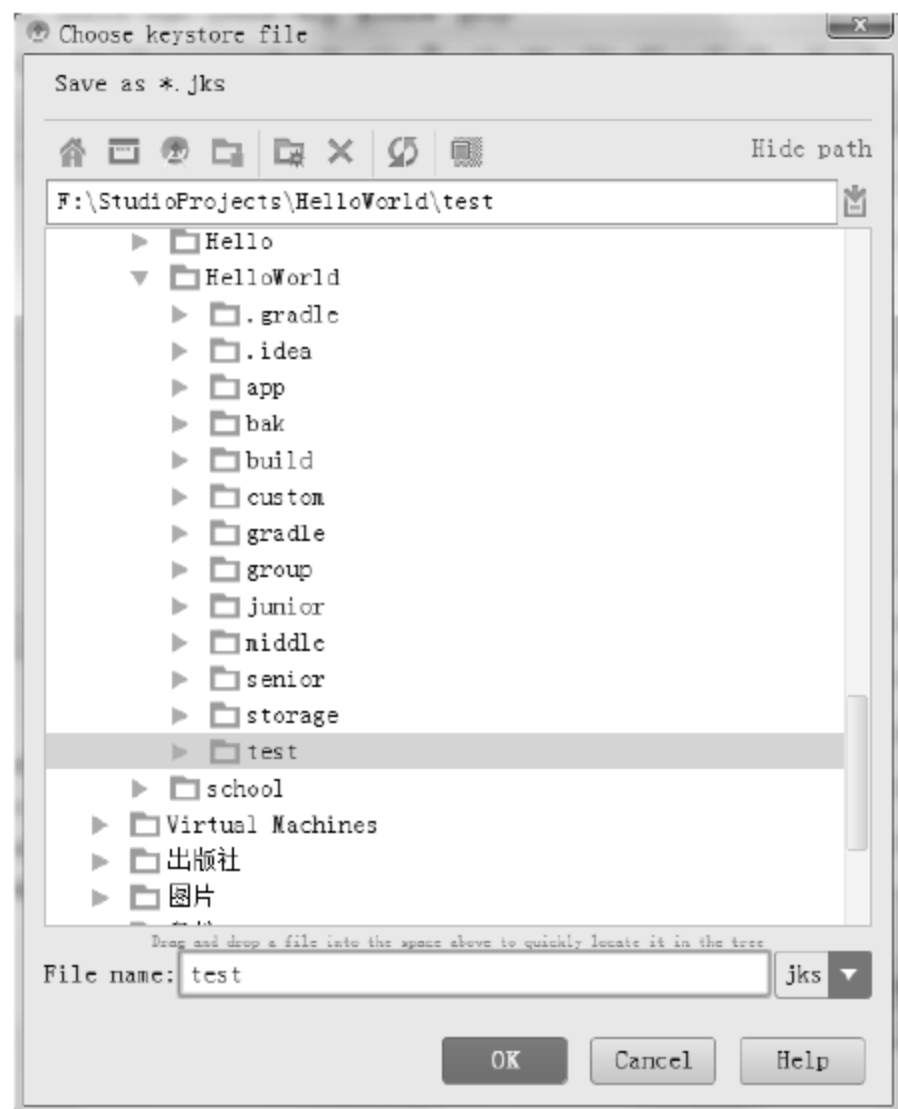 Choose keystore file
Save as *.jks
Hide path
F:\StudioProjects\HelloWorld\test
Hello
HelloWorld
.gradle
.idea
app
bak
build
custom
gradle
group
junior
middle
senior
storage
test
school
Virtual Machines
出版社
图片
Drag and drop a file into the space above to quickly locate it in the tree
File name: test jks
OK Cancel Help